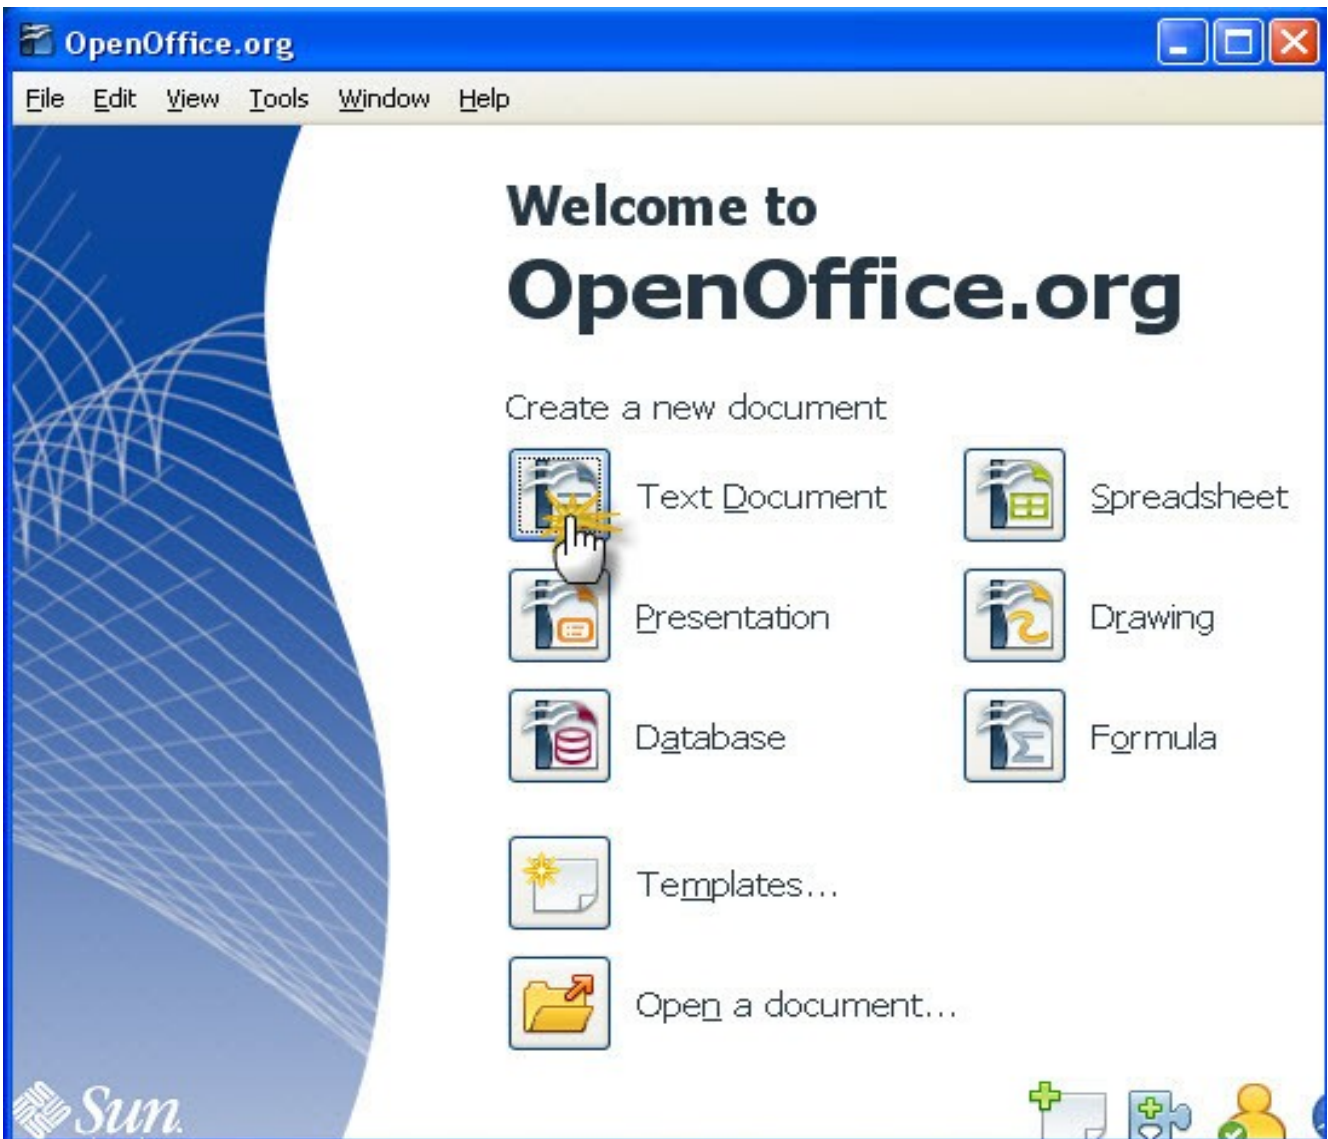 OpenOffice.org
File Edit View Tools Window Help
Welcome to
OpenOffice.org
Create a new document
Text Document Spreadsheet
Presentation Drawing
Database Formula
Templates...
Open a document...
Sun